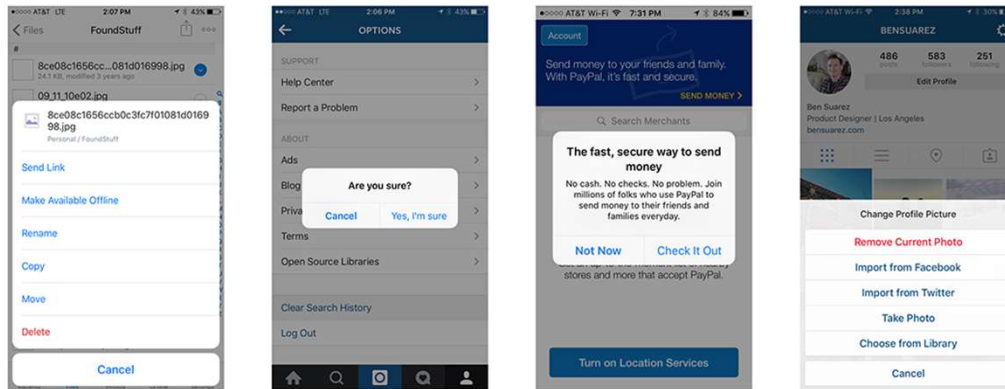 AT&T LTE 2:07 PM 43%
Files FoundStuff
#
8ce08c1656cc...081d016998.jpg
24.1 KB, modified 3 years ago
09_11_10e02.jpg
8ce08c1656ccb0c3fc7f01081d0169
98.jpg
Personal / FoundStuff
Send Link
Make Available Offline
Rename
Copy
Move
Delete
Cancel
AT&T LTE 2:06 PM 43%
OPTIONS
SUPPORT
Help Center
Report a Problem
ABOUT
Ads
Blog
Priva
Terms
Open Source Libraries
Are you sure?
Cancel Yes, I'm sure
Clear Search History
Log Out
AT&T Wi-Fi 7:31 PM 84%
Account
Send money to your friends and family.
With PayPal, it's fast and secure.
SEND MONEY
Search Merchants
The fast, secure way to send
money
No cash. No checks. No problem. Join
millions of folks who use PayPal to
send money to their friends and
families everyday.
Not Now Check It Out
stores and more that accept PayPal.
Turn on Location Services
AT&T Wi-Fi 2:38 PM 30%
BENSUAREZ
486 583 251
posts followers following
Edit Profile
Ben Suarez
Product Designer | Los Angeles
bensuarez.com
Change Profile Picture
Remove Current Photo
Import from Facebook
Import from Twitter
Take Photo
Choose from Library
Cancel